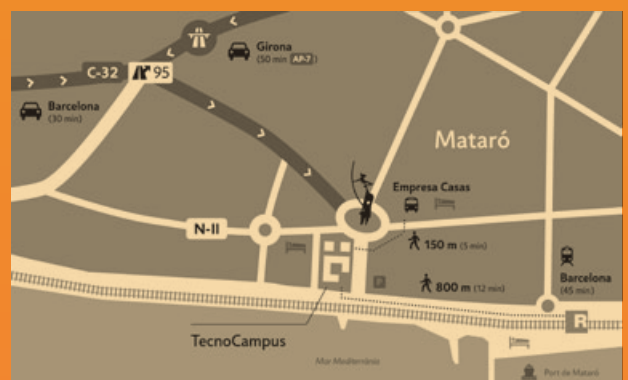 Girona
(50 min AP-7)
C-32
95
Barcelona
(30 min)
Mataró
Empresa Casas
N-II
150 m (5 min)
800 m (12 min)
P
Barcelona
(45 min)
R
TecnoCampus
Mar Mediterrània
Port de Mataró